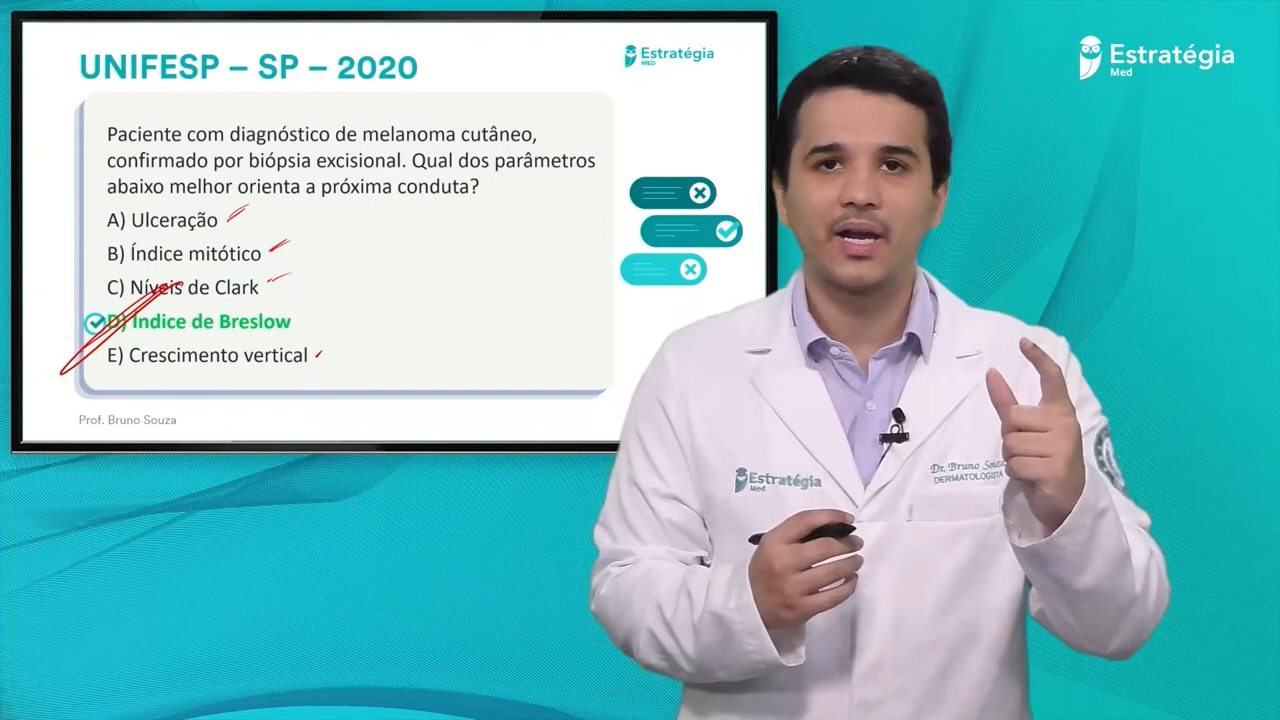 UNIFESP – SP – 2020
Estratégia
MED
Paciente com diagnóstico de melanoma cutâneo,
confirmado por biópsia excisional. Qual dos parâmetros
abaixo melhor orienta a próxima conduta?
A) Ulceração
B) Índice mitótico
C) Níveis de Clark
D) Indice de Breslow
E) Crescimento vertical
Prof. Bruno Souza
Estratégia
Med
Estratégia
Med
Dr. Bruno Souza
DERMATOLOGISTA